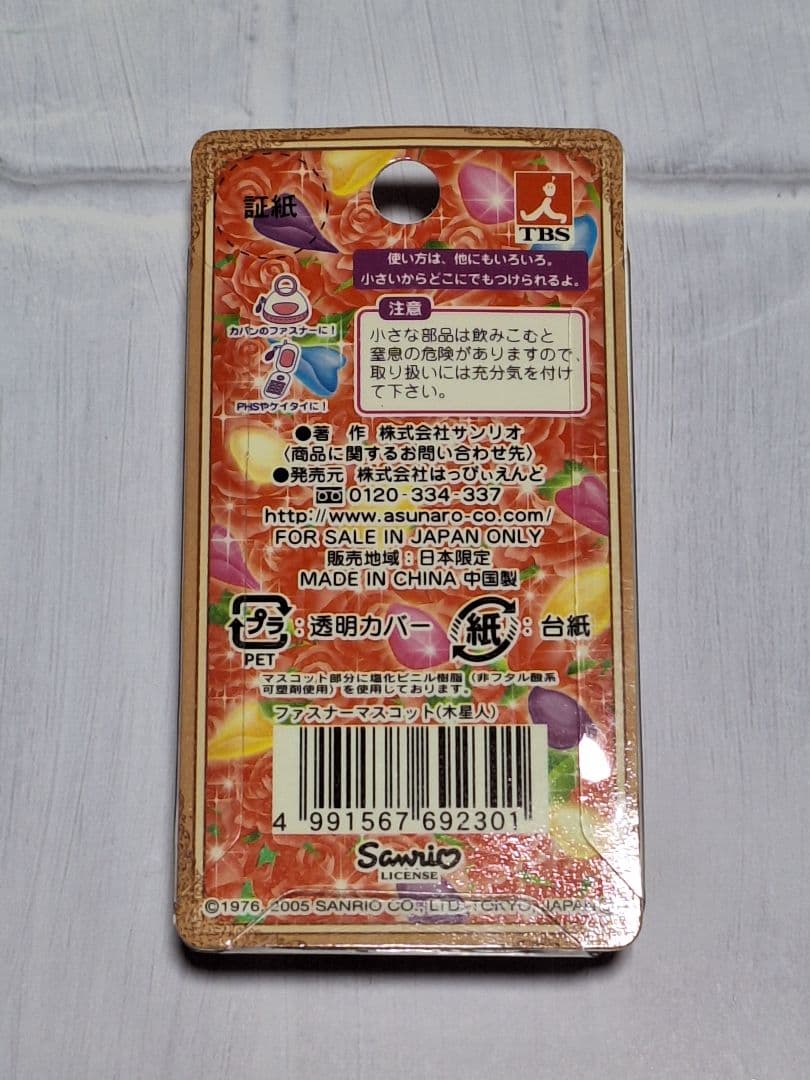 証紙
TBS
使い方は、他にもいろいろ。
小さいからどこにでもつけられるよ。
カバンのファスナーに!
PHSやケイタイに!
注意
小さな部品は飲みこむと
窒息の危険がありますので、
取り扱いには充分気を付け
て下さい。
●著 作 株式会社サンリオ
〈商品に関するお問い合わせ先〉
●発売元 株式会社はっぴぃえんど
0120-334-337
http://www.asunaro-co.com/
FOR SALE IN JAPAN ONLY
販売地域:日本限定
MADE IN CHINA 中国製
プラ:透明カバー 紙:台紙
PET
マスコット部分に塩化ビニル樹脂(非フタル酸系
可塑剤使用)を使用しております。
ファスナーマスコット(木星人)
4 991567 692301
Sanrio
LICENSE
©1976, 2005 SANRIO CO., LTD. TOKYO, JAPAN